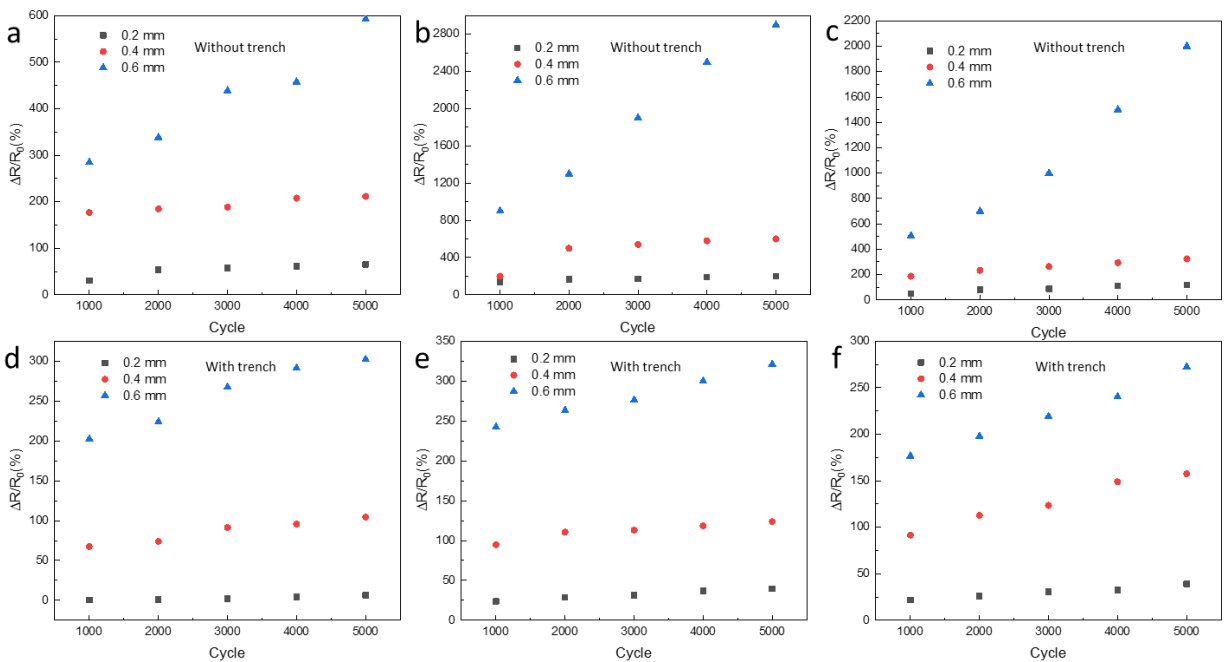 a
600
500
400
300
200
100
0
0.2 mm
0.4 mm
0.6 mm
Without trench
ΔR/R0(%)
1000 2000 3000 4000 5000
Cycle
b
2800
2400
2000
1600
1200
800
400
0
0.2 mm
0.4 mm
0.6 mm
Without trench
ΔR/R0(%)
1000 2000 3000 4000 5000
Cycle
c
2200
2000
1800
1600
1400
1200
1000
800
600
400
200
0
0.2 mm
0.4 mm
0.6 mm
Without trench
ΔR/R0(%)
1000 2000 3000 4000 5000
Cycle
d
300
250
200
150
100
50
0
0.2 mm
0.4 mm
0.6 mm
With trench
ΔR/R0(%)
1000 2000 3000 4000 5000
Cycle
e
350
300
250
200
150
100
50
0
0.2 mm
0.4 mm
0.6 mm
With trench
ΔR/R0(%)
1000 2000 3000 4000 5000
Cycle
f
300
250
200
150
100
50
0
0.2 mm
0.4 mm
0.6 mm
With trench
ΔR/R0(%)
1000 2000 3000 4000 5000
Cycle